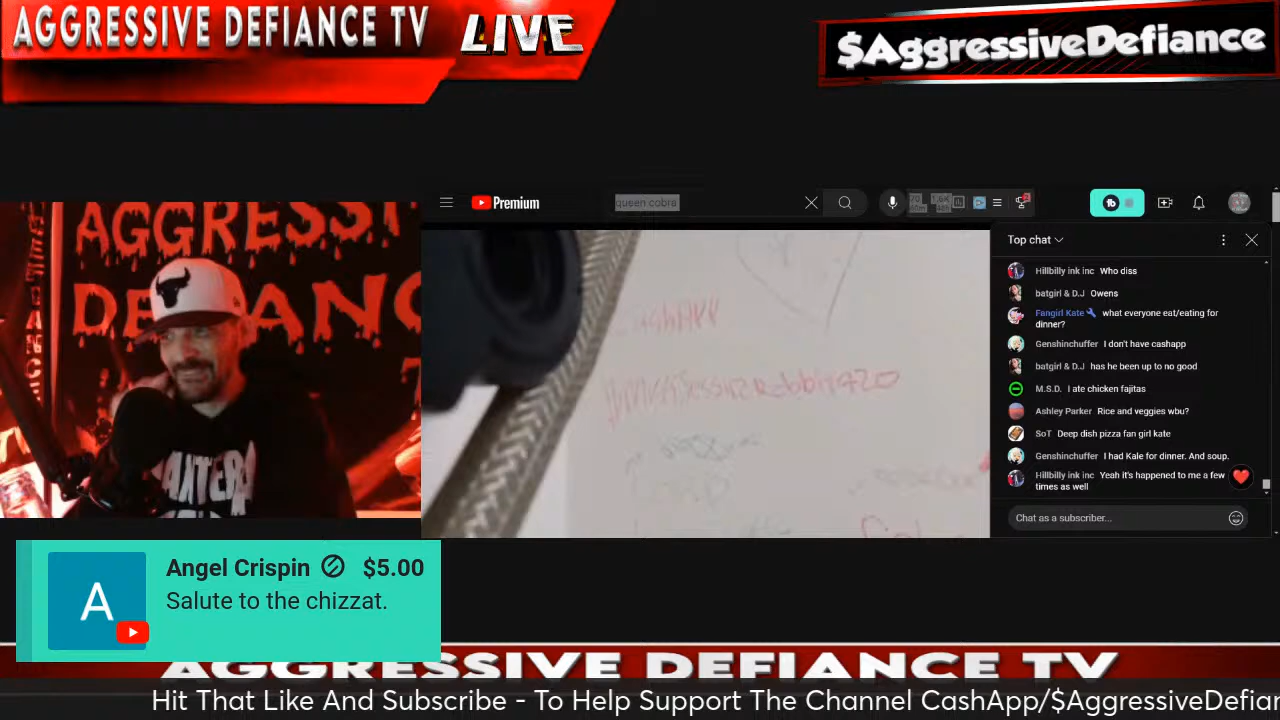 AGGRESSIVE DEFIANCE TV LIVE
$AggressiveDefiance
Premium
queen cobra
Top chat
Hillbilly ink inc Who diss
batgirl & D.J Owens
Fangirl Kate what everyone eat/eating for
dinner?
Genshinchuffer I don't have cashapp
batgirl & D.J has he been up to no good
M.S.D. I ate chicken fajitas
Ashley Parker Rice and veggies wbu?
SoT Deep dish pizza fan girl kate
Genshinchuffer I had Kale for dinner. And soup.
Hillbilly ink inc Yeah it's happened to me a few
times as well
Chat as a subscriber...
PANTERA
Angel Crispin $5.00
A
Salute to the chizzat.
AGGRESSIVE DEFIANCE TV
Hit That Like And Subscribe - To Help Support The Channel CashApp/$AggressiveDefian